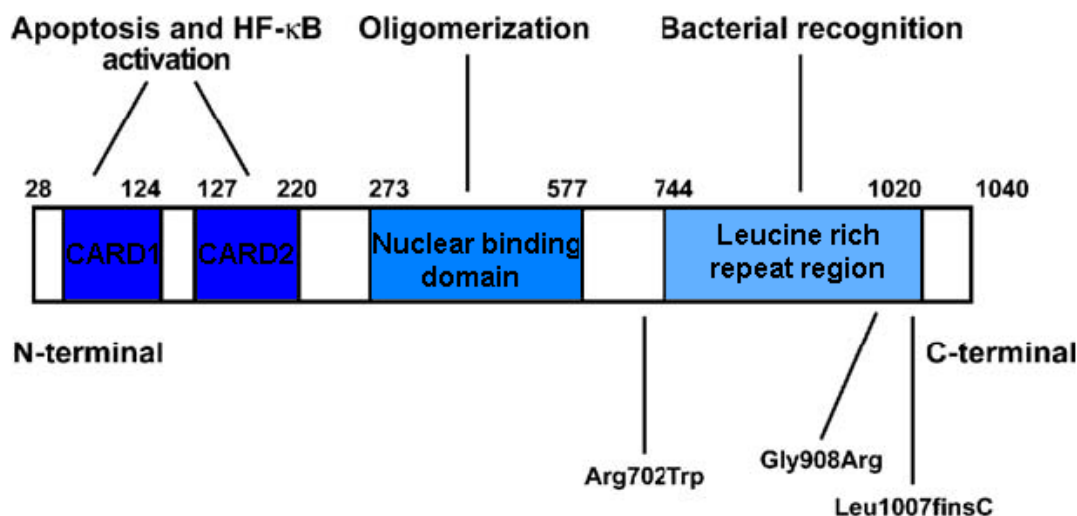 Apoptosis and HF-κB
activation
Oligomerization
Bacterial recognition
28
124
127
220
273
577
744
1020
1040
CARD1
CARD2
Nuclear binding
domain
Leucine rich
repeat region
N-terminal
C-terminal
Arg702Trp
Gly908Arg
Leu1007finsC